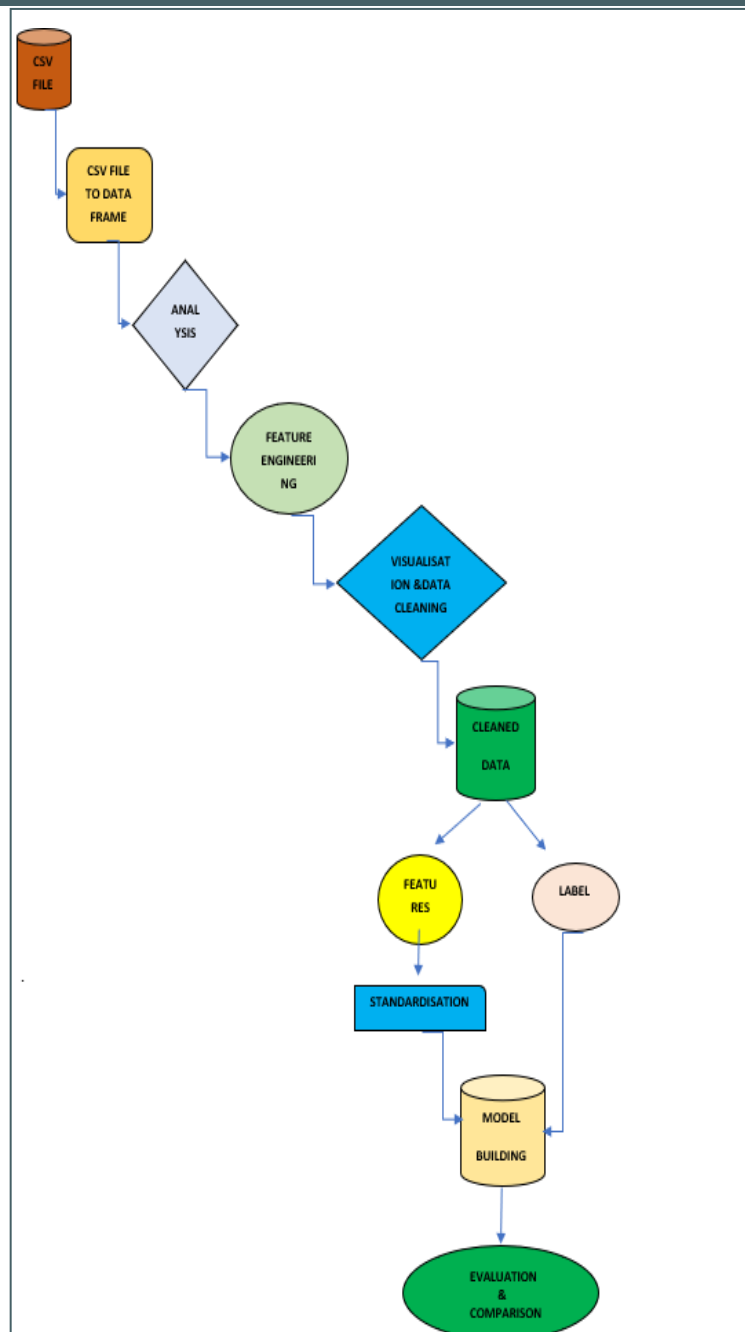 CSV
FILE
CSV FILE
TO DATA
FRAME
ANAL
YSIS
FEATURE
ENGINEERI
NG
VISUALISAT
ION &DATA
CLEANING
CLEANED
DATA
FEATU
RES
LABEL
.
STANDARDISATION
MODEL
BUILDING
EVALUATION
&
COMPARISON